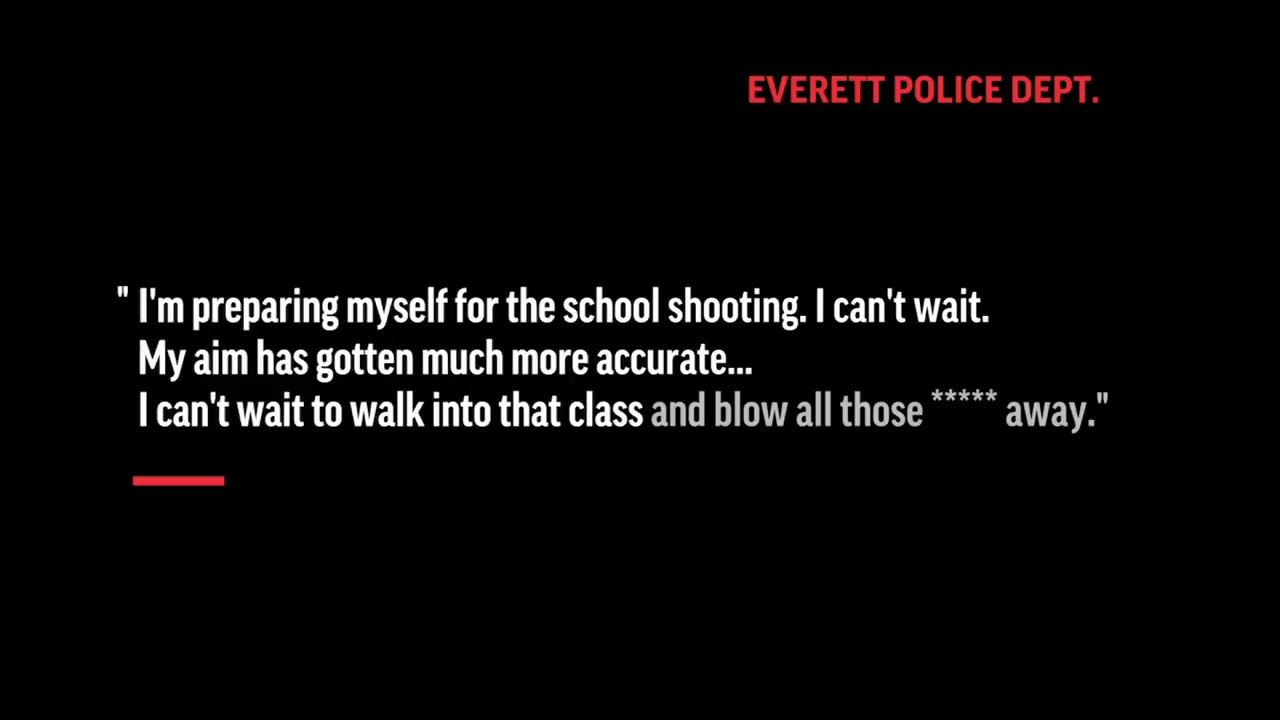 EVERETT POLICE DEPT.
" I'm preparing myself for the school shooting. I can't wait.
My aim has gotten much more accurate...
I can't wait to walk into that class and blow all those ***** away."